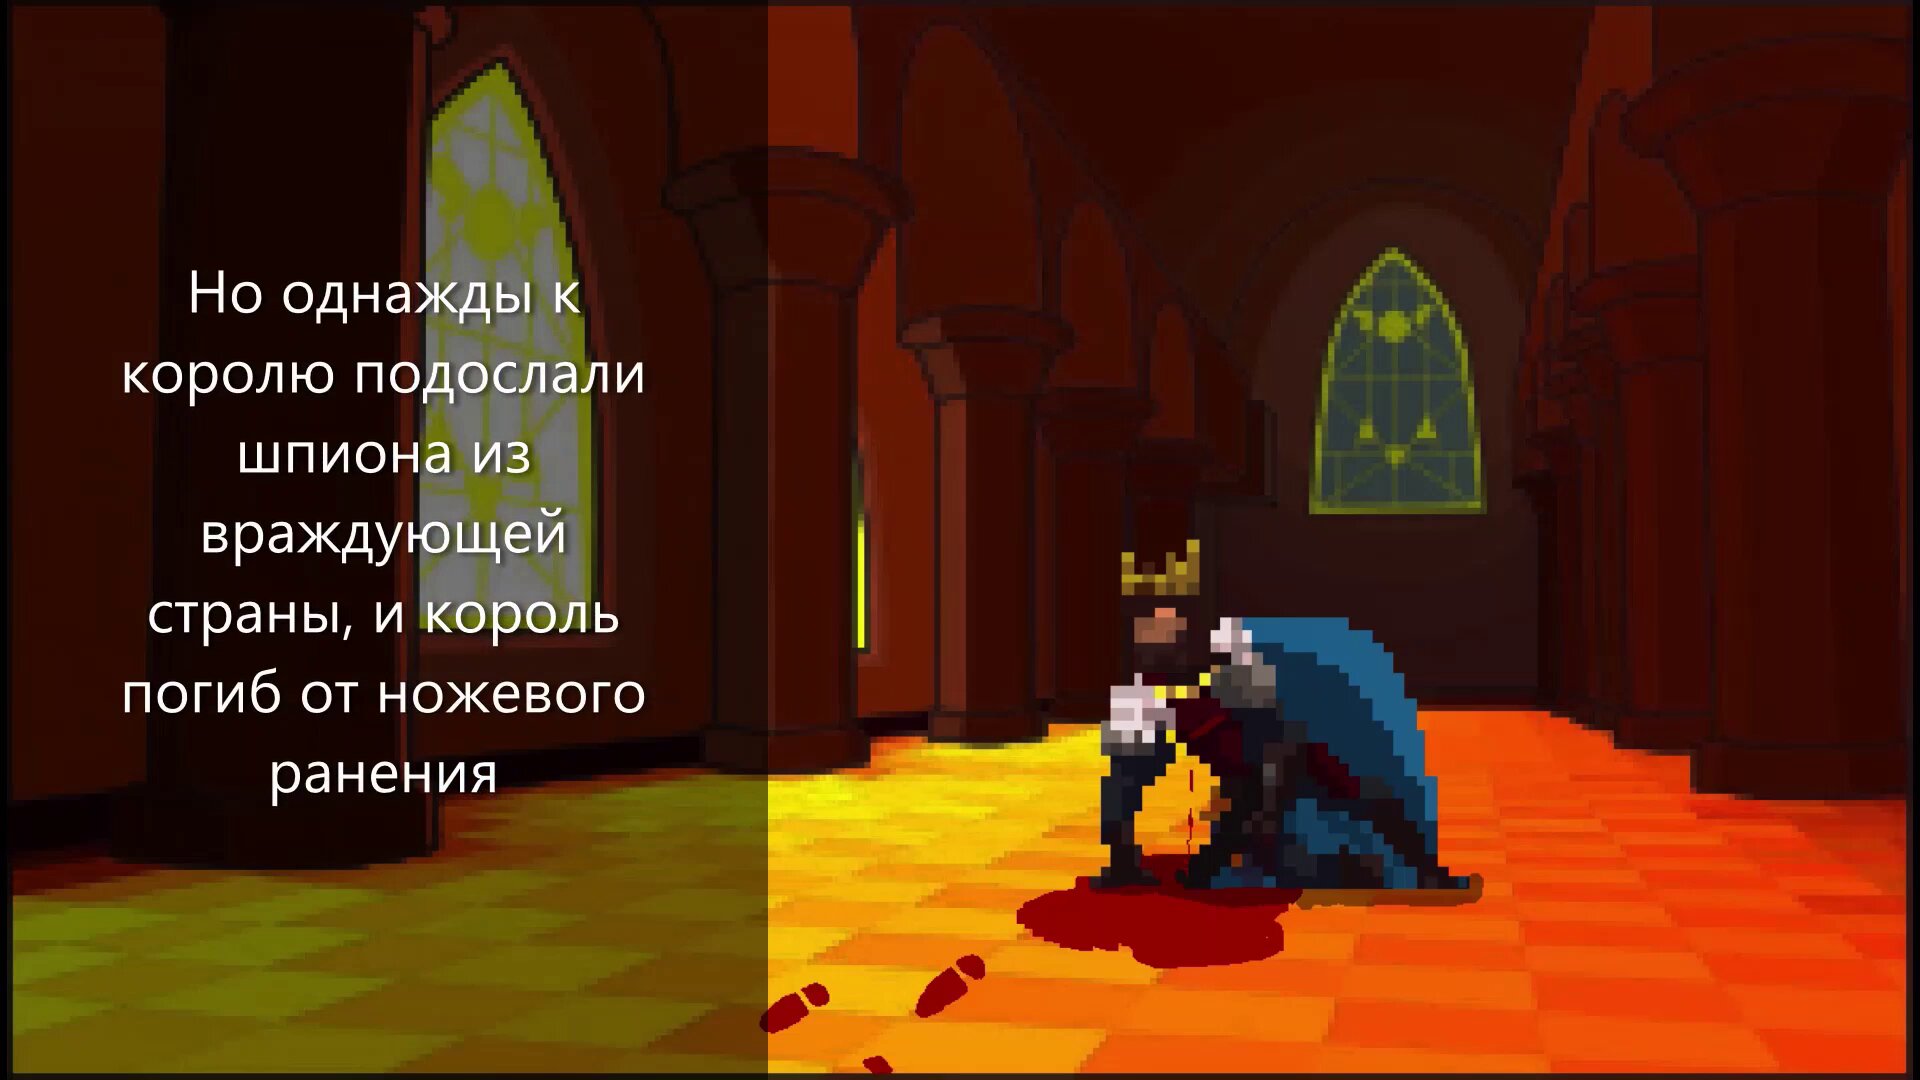 Но однажды к
королю подослали
шпиона из
враждующей
страны, и король
погиб от ножевого
ранения